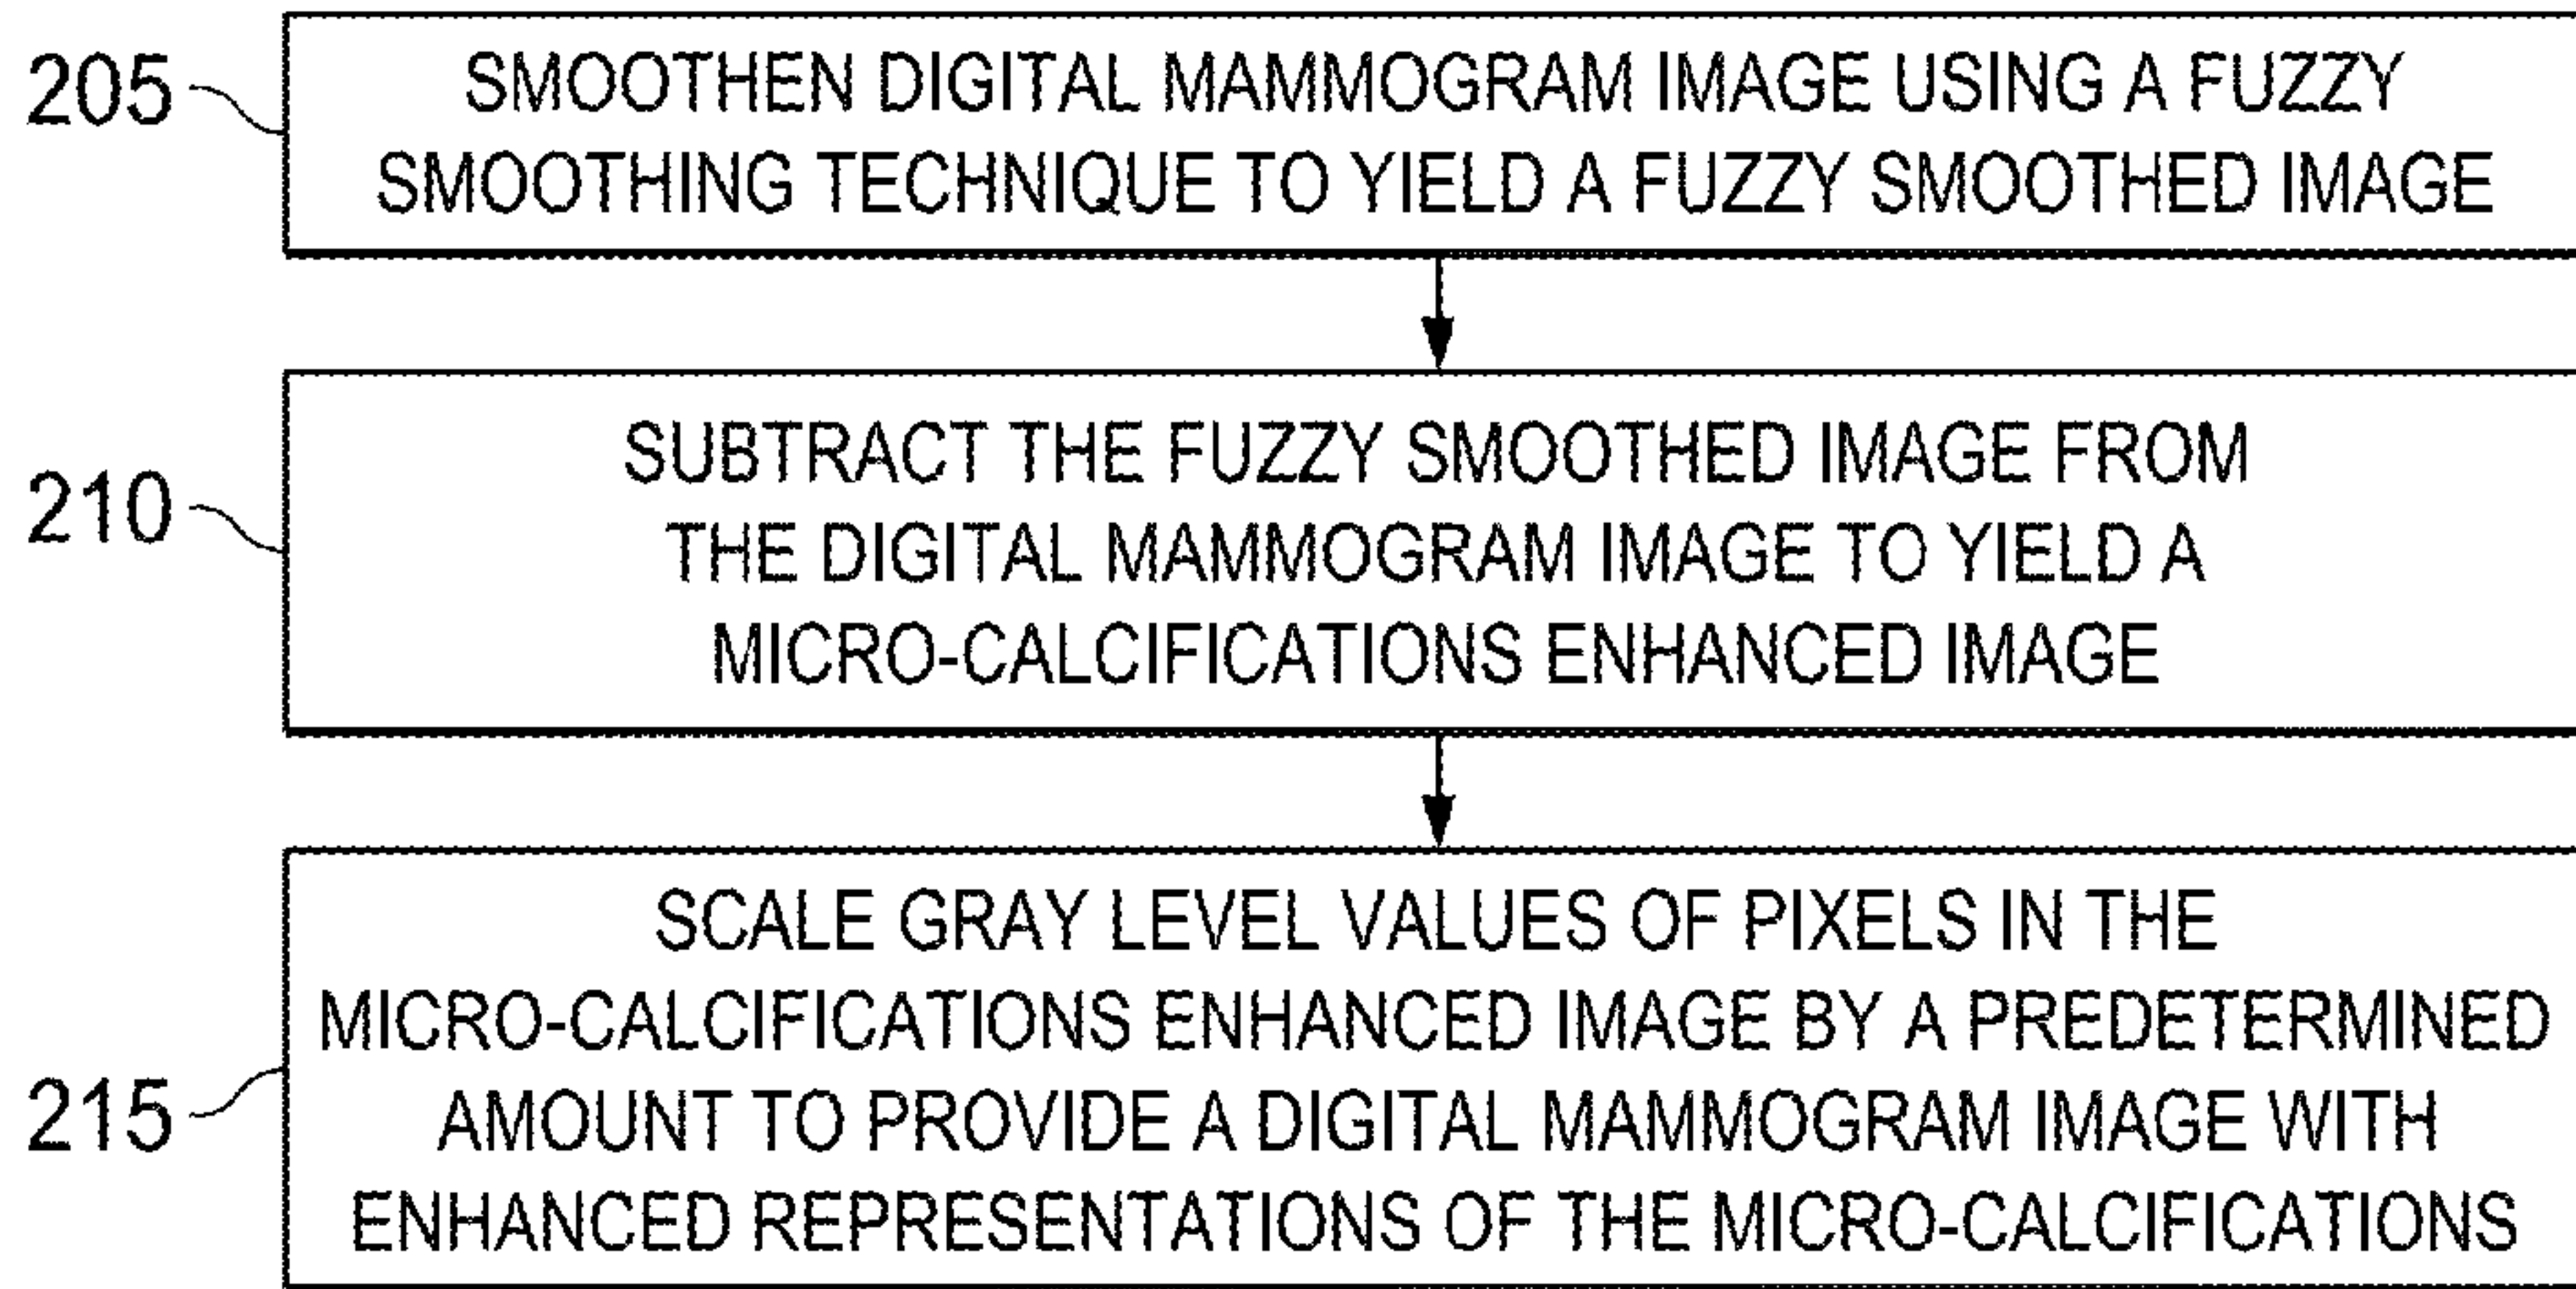 205
SMOOTHEN DIGITAL MAMMOGRAM IMAGE USING A FUZZY
SMOOTHING TECHNIQUE TO YIELD A FUZZY SMOOTHED IMAGE
210
SUBTRACT THE FUZZY SMOOTHED IMAGE FROM
THE DIGITAL MAMMOGRAM IMAGE TO YIELD A
MICRO-CALCIFICATIONS ENHANCED IMAGE
215
SCALE GRAY LEVEL VALUES OF PIXELS IN THE
MICRO-CALCIFICATIONS ENHANCED IMAGE BY A PREDETERMINED
AMOUNT TO PROVIDE A DIGITAL MAMMOGRAM IMAGE WITH
ENHANCED REPRESENTATIONS OF THE MICRO-CALCIFICATIONS